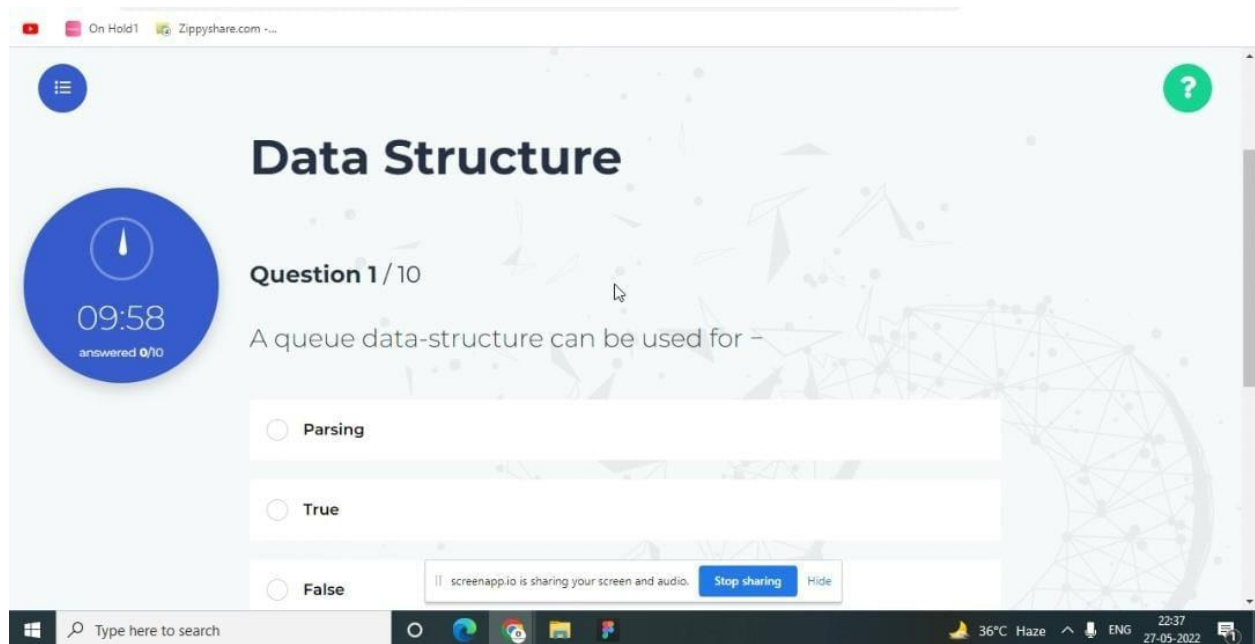 On Hold1 Zippyshare.com -...
?
Data Structure
Question 1 / 10
09:58
answered 0/10
A queue data-structure can be used for –
Parsing
True
False
screenapp.io is sharing your screen and audio. Stop sharing Hide
Type here to search
36°C Haze ENG 22:37
27-05-2022